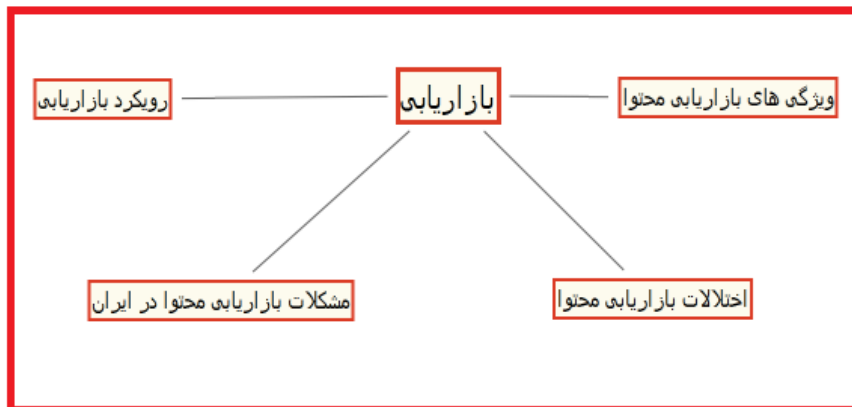 بازاریابی
ویژگی های بازاریابی محتوا
رویکرد بازاریابی
اختلالات بازاریابی محتوا
مشکلات بازاریابی محتوا در ایران